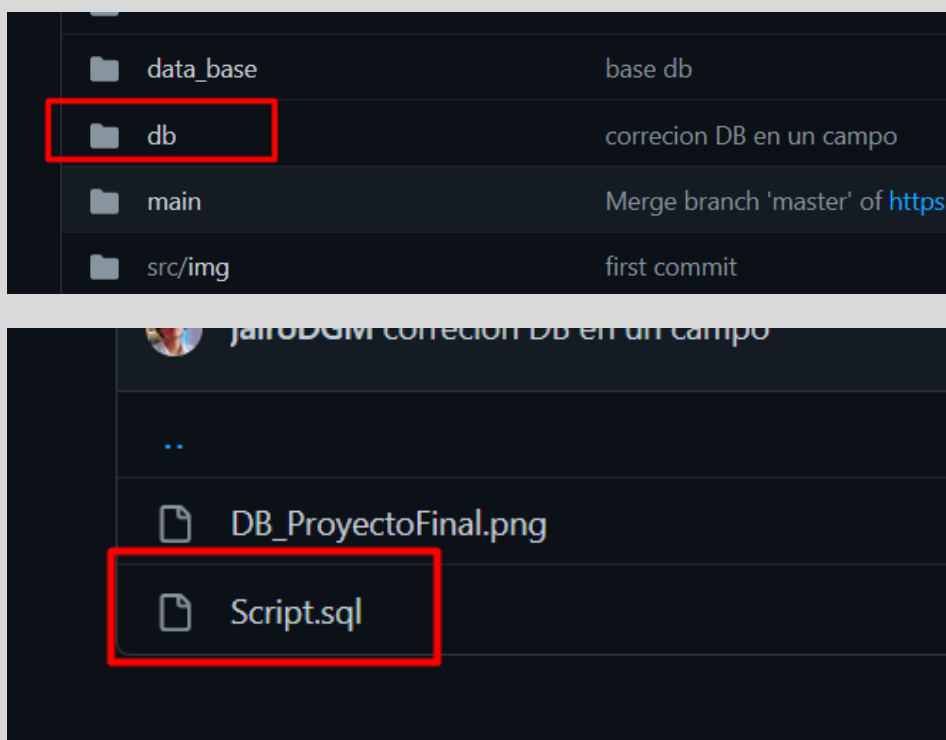 data_base base db
db correcion DB en un campo
main Merge branch 'master' of https
src/img first commit
jairoDGM correcion DB en un campo
..
DB_ProyectoFinal.png
Script.sql